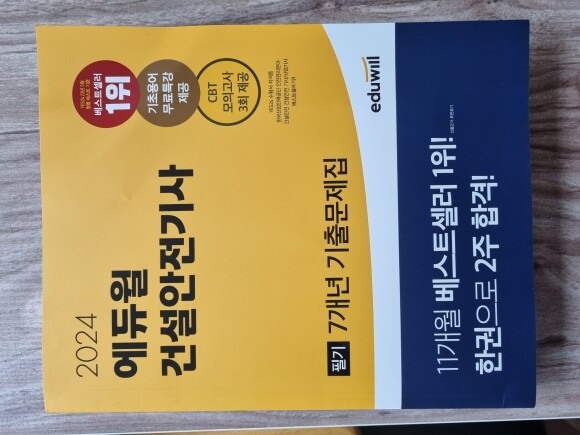 베스트셀러
1위
기초용어
무료특강
제공
CBT
모의고사
3회 제공
2024
에듀윌
건설안전기사
필기 7개년 기출문제집
eduwill
11개월 베스트셀러 1위!
한권으로 2주 합격!